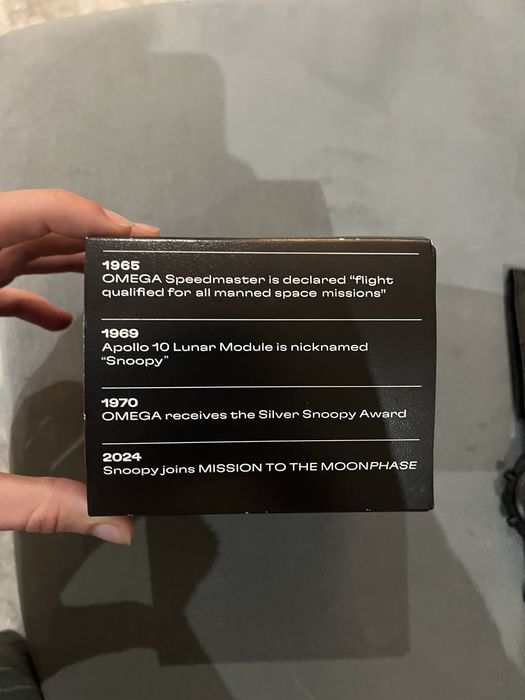 1965
OMEGA Speedmaster is declared “flight
qualified for all manned space missions”
1969
Apollo 10 Lunar Module is nicknamed
“Snoopy”
1970
OMEGA receives the Silver Snoopy Award
2024
Snoopy joins MISSION TO THE MOONPHASE